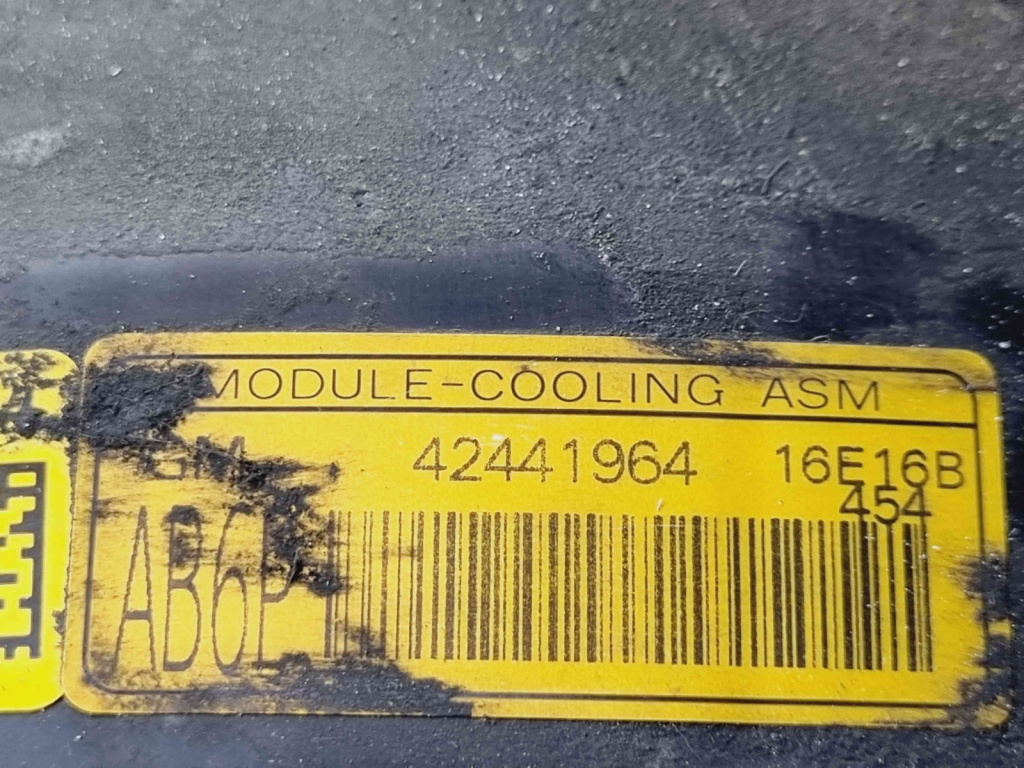 MODULE-COOLING ASM
GM 42441964 16E16B
454
AB6P